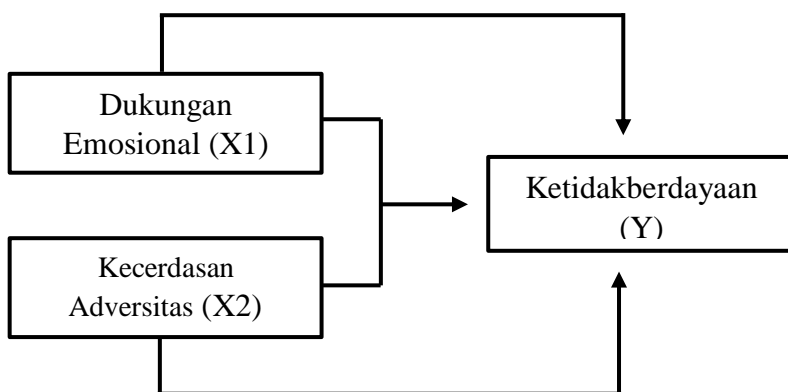 Dukungan
Emosional (X1)
Ketidakberdayaan
(Y)
Kecerdasan
Adversitas (X2)